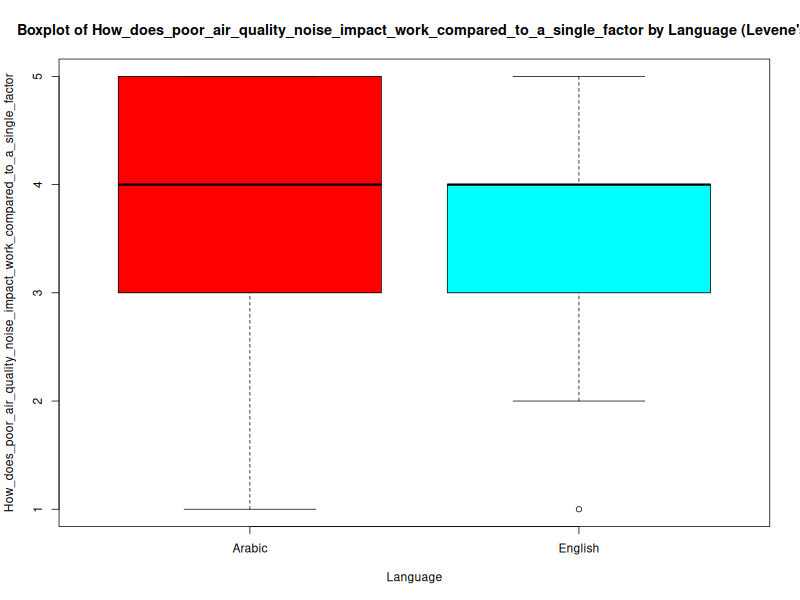 Boxplot of How_does_poor_air_quality_noise_impact_work_compared_to_a_single_factor by Language (Levene's
How_does_poor_air_quality_noise_impact_work_compared_to_a_single_factor
5
4
3
2
1
Arabic English
Language